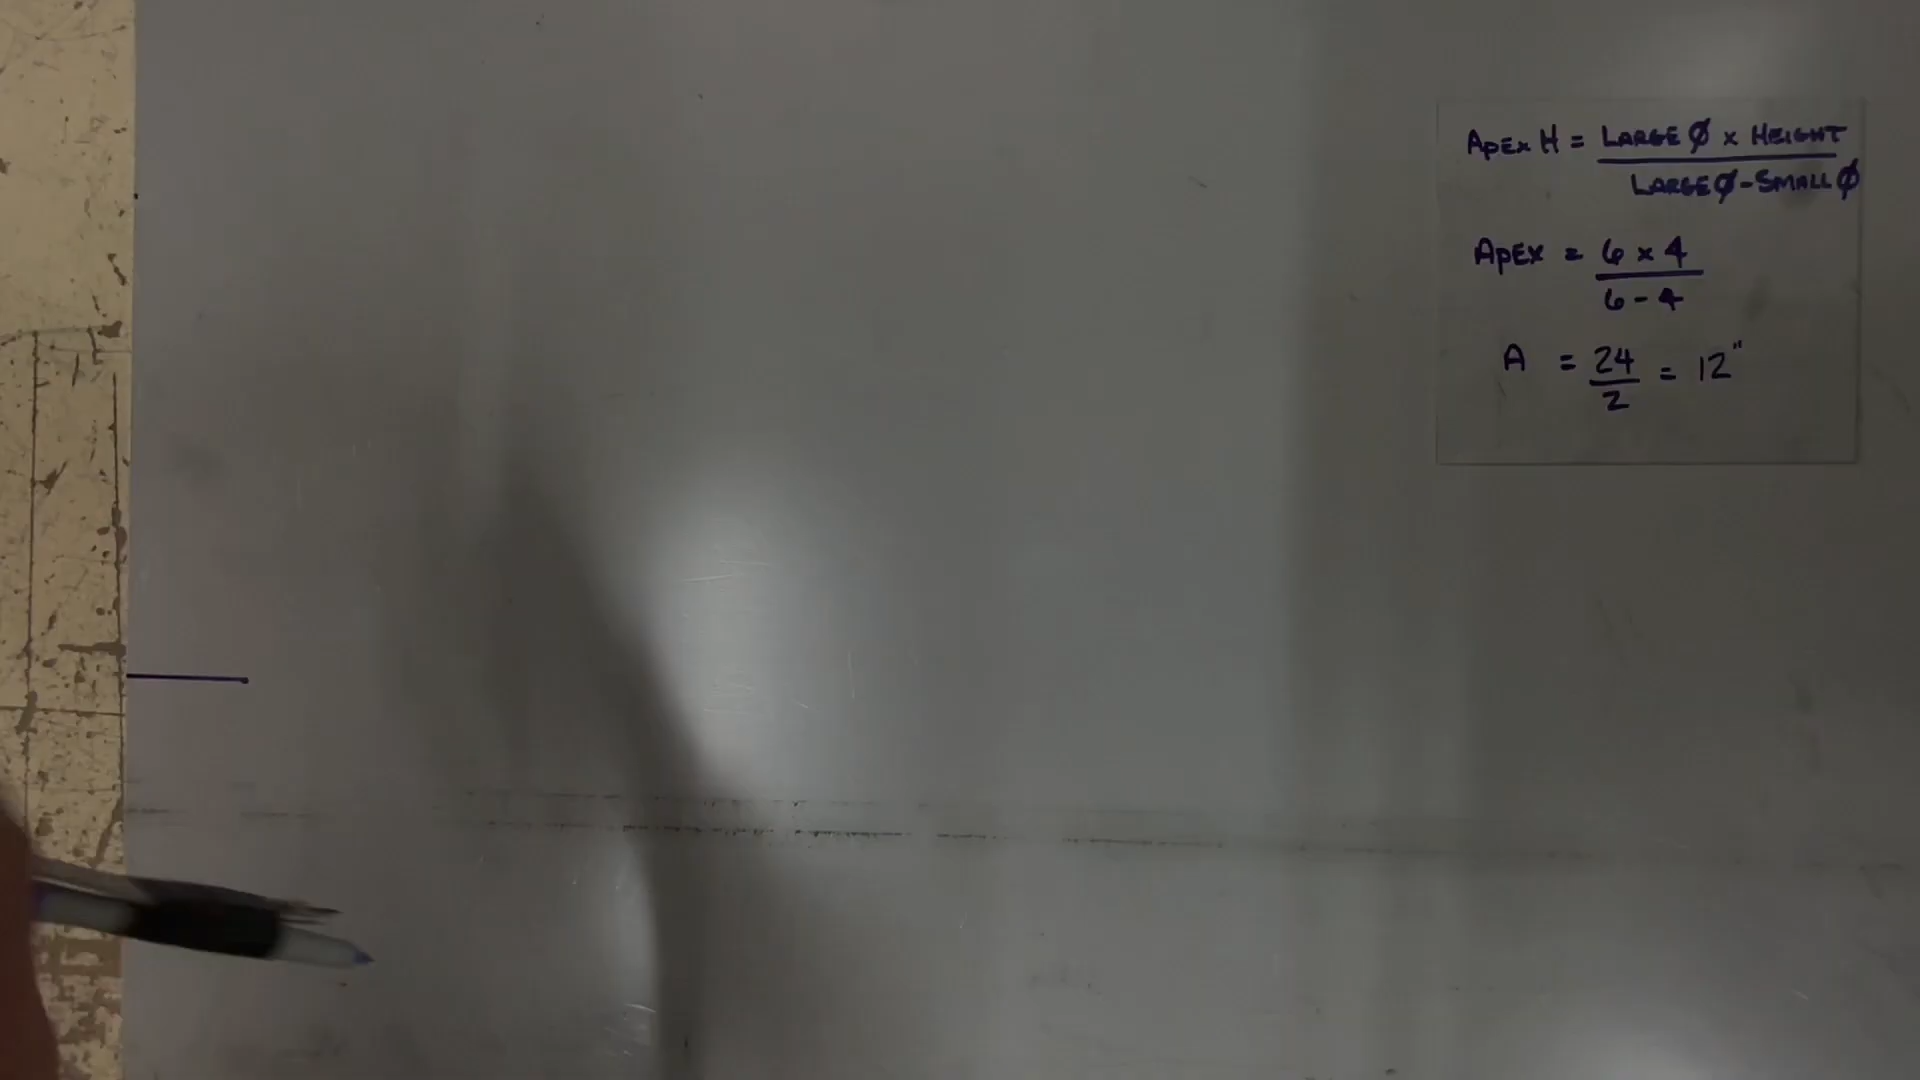 APEX H = LARGE Ø x HEIGHT
LARGE Ø - SMALL Ø
APEX = 6 x 4
6 - 4
A = 24 = 12"
2